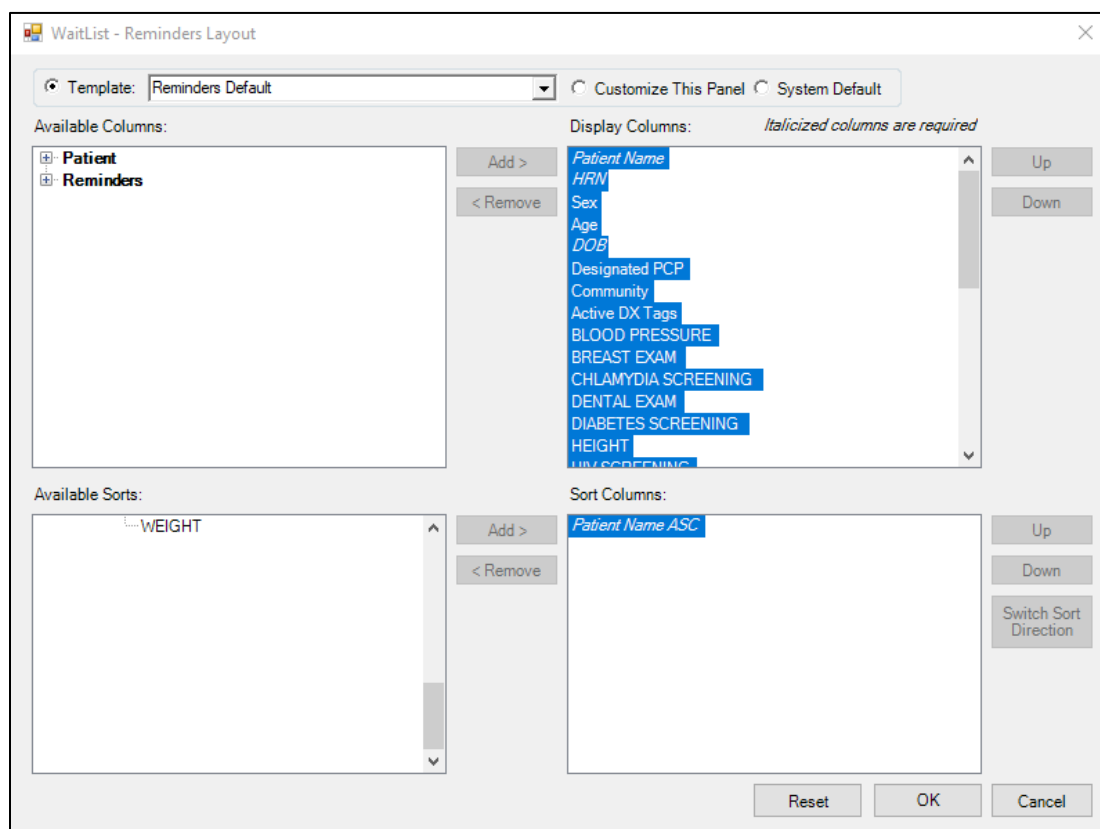 WaitList - Reminders Layout
Template: Reminders Default Customize This Panel System Default
Available Columns:
Patient
Reminders
Add >
< Remove
Display Columns: Italicized columns are required
Patient Name
HRN
Sex
Age
DOB
Designated PCP
Community
Active DX Tags
BLOOD PRESSURE
BREAST EXAM
CHLAMYDIA SCREENING
DENTAL EXAM
DIABETES SCREENING
HEIGHT
HIV SCREENING
Up
Down
Available Sorts:
WEIGHT
Add >
< Remove
Sort Columns:
Patient Name ASC
Up
Down
Switch Sort
Direction
Reset OK Cancel